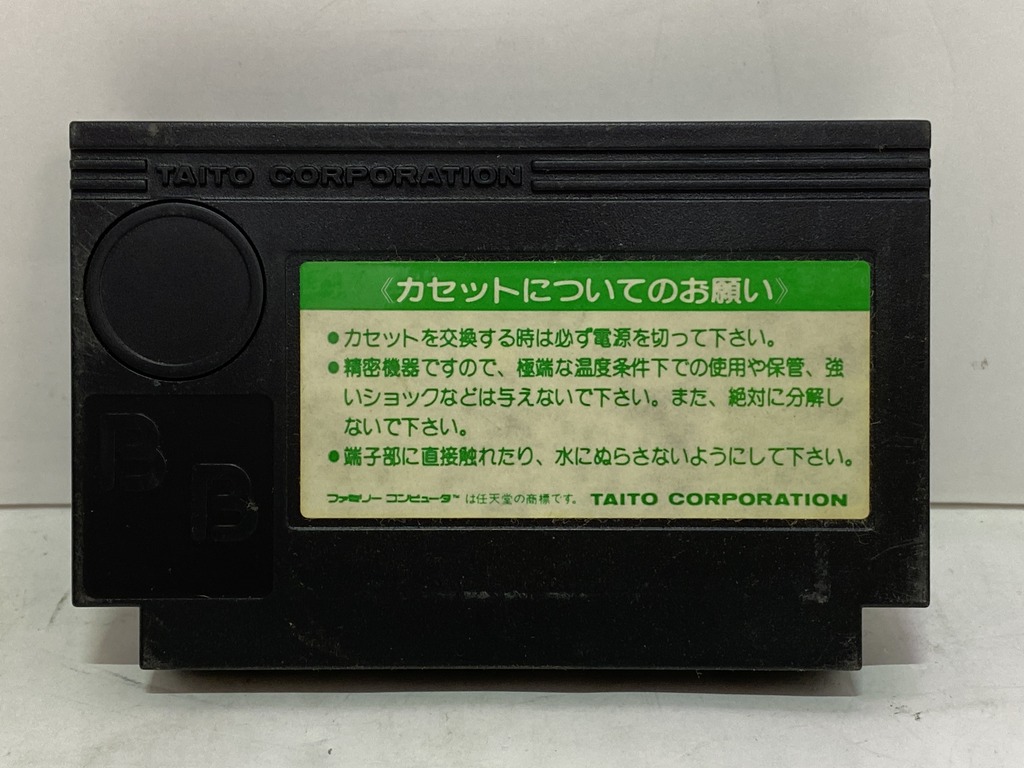 TAITO CORPORATION
《カセットについてのお願い》
●カセットを交換する時は必ず電源を切って下さい。
●精密機器ですので、極端な温度条件下での使用や保管、強
いショックなどは与えないで下さい。また、絶対に分解し
ないで下さい。
●端子部に直接触れたり、水にぬらさないようにして下さい。
ファミリーコンピュータ™は任天堂の商標です。 TAITO CORPORATION
B
B